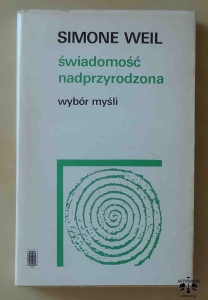 SIMONE WEIL
świadomość
nadprzyrodzona
wybór myśli